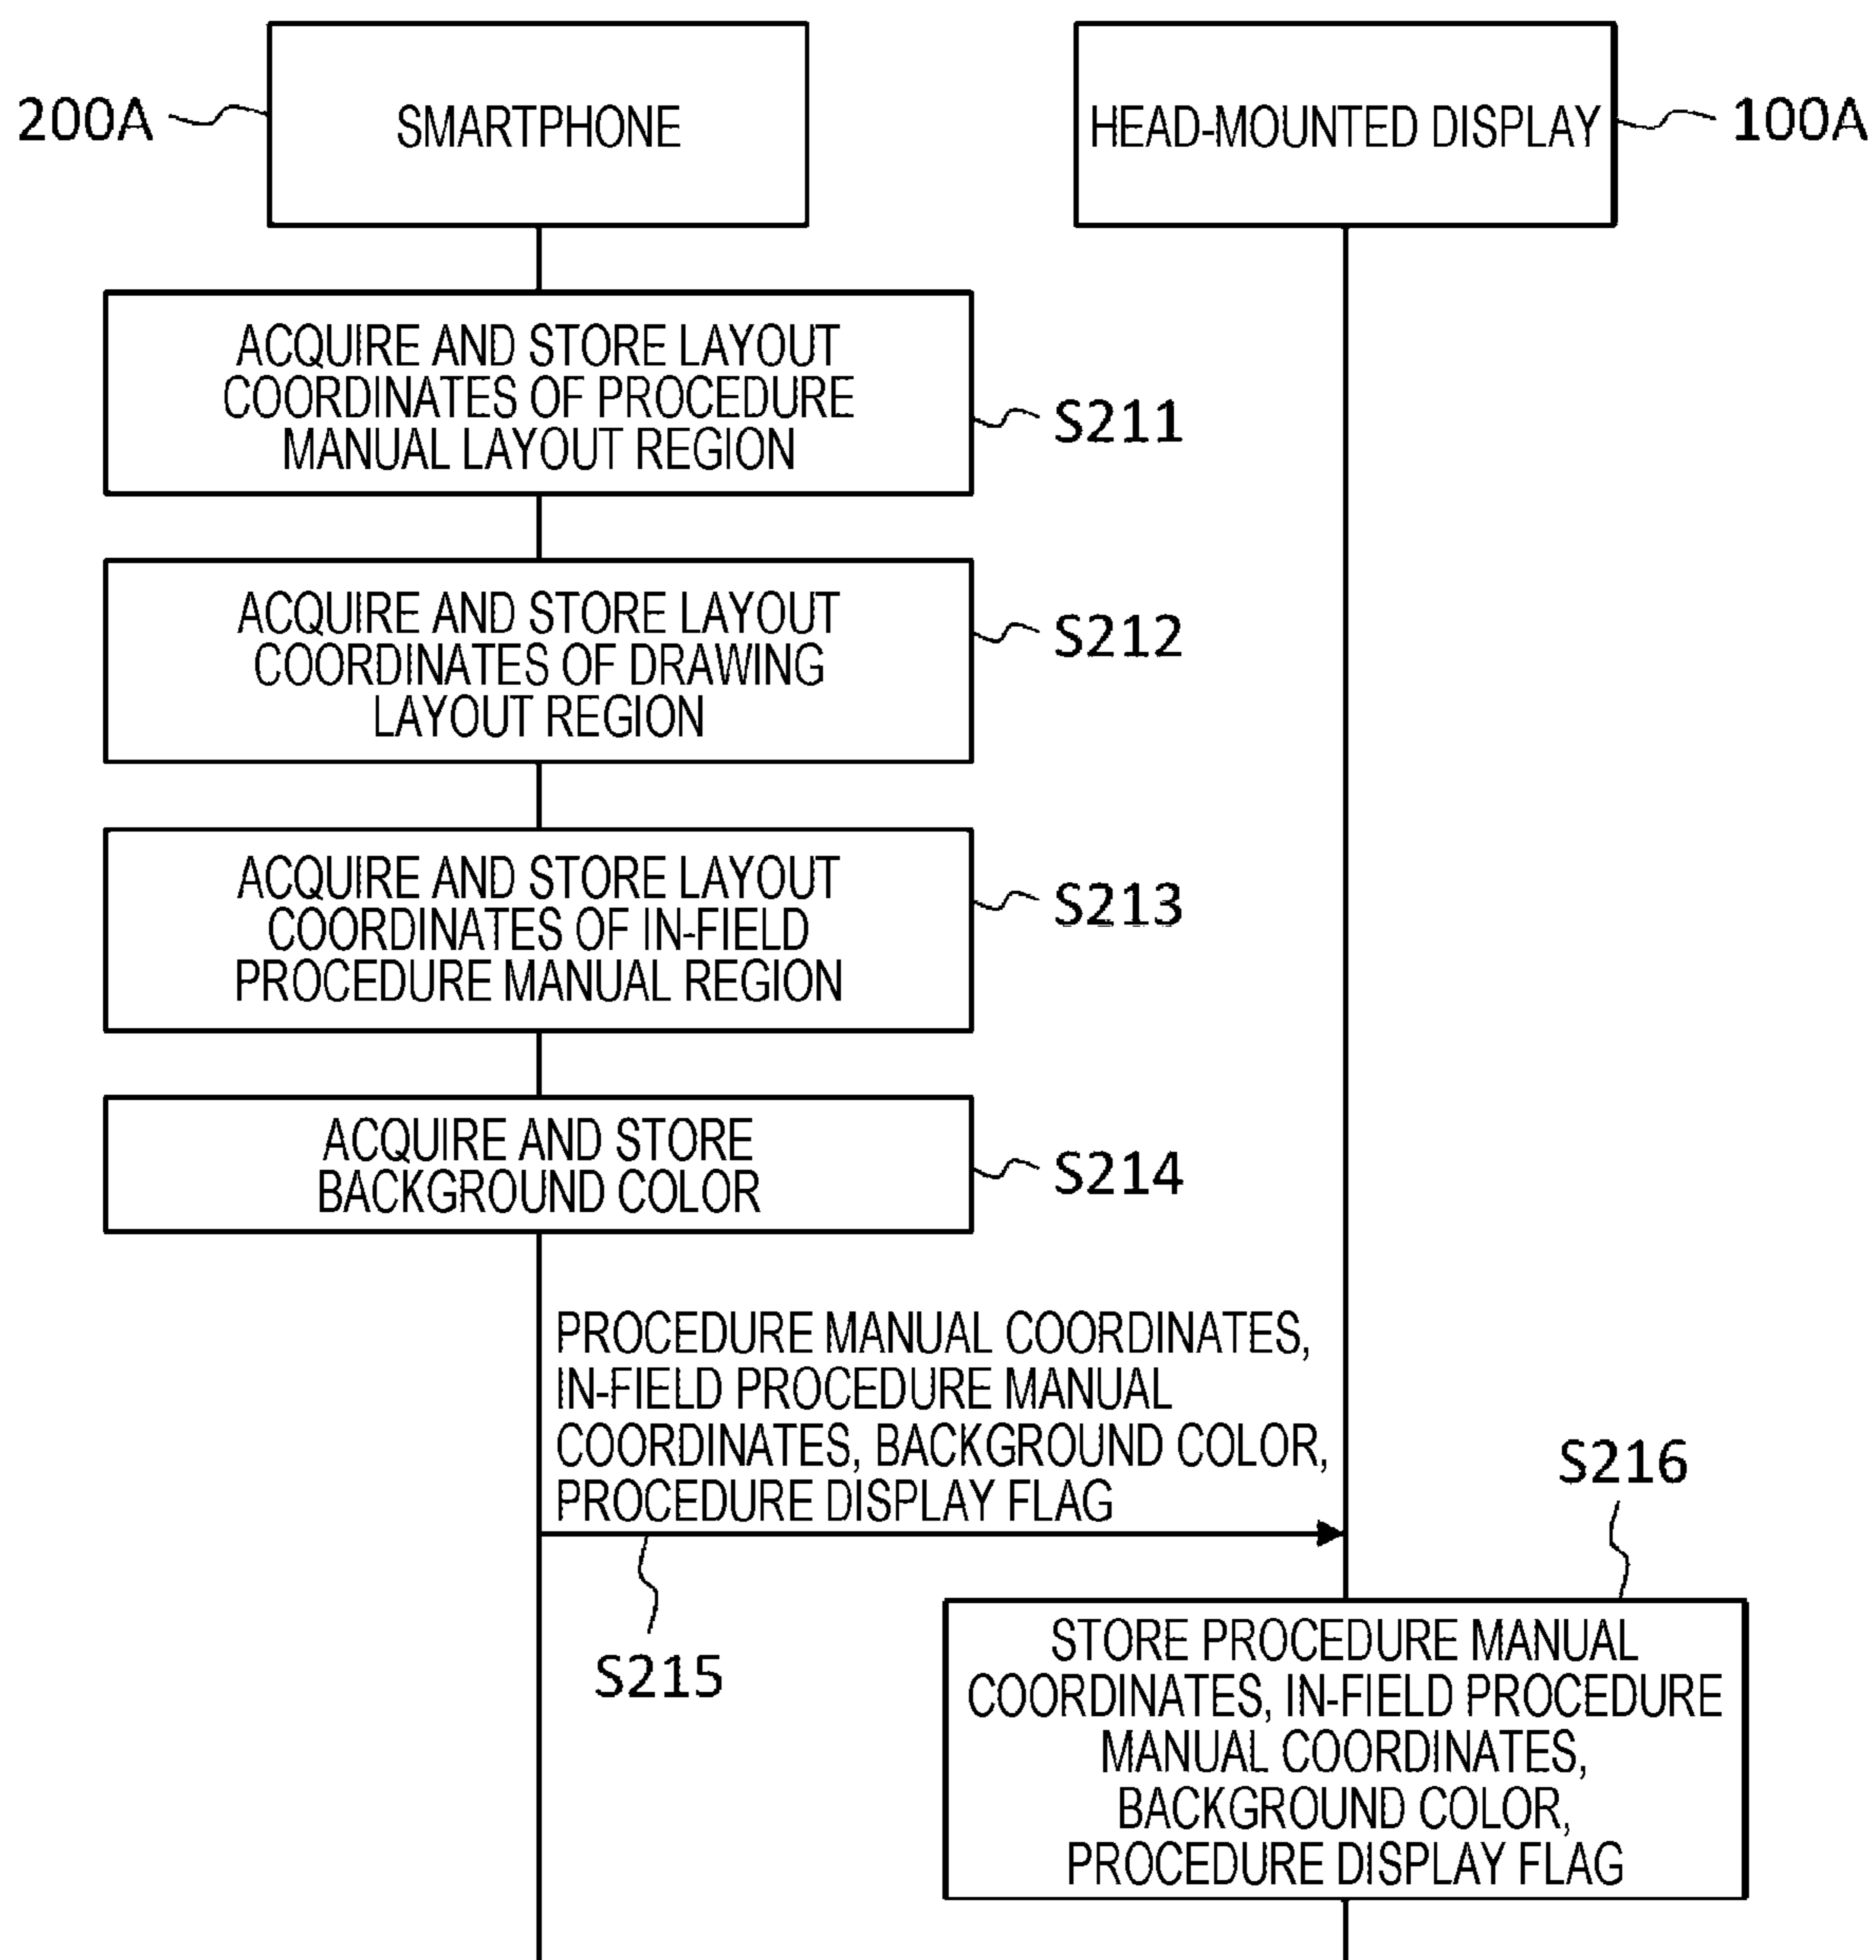 200A
SMARTPHONE
HEAD-MOUNTED DISPLAY
100A
ACQUIRE AND STORE LAYOUT
COORDINATES OF PROCEDURE
MANUAL LAYOUT REGION
S211
ACQUIRE AND STORE LAYOUT
COORDINATES OF DRAWING
LAYOUT REGION
S212
ACQUIRE AND STORE LAYOUT
COORDINATES OF IN-FIELD
PROCEDURE MANUAL REGION
S213
ACQUIRE AND STORE
BACKGROUND COLOR
S214
PROCEDURE MANUAL COORDINATES,
IN-FIELD PROCEDURE MANUAL
COORDINATES, BACKGROUND COLOR,
PROCEDURE DISPLAY FLAG
S215
S216
STORE PROCEDURE MANUAL
COORDINATES, IN-FIELD PROCEDURE
MANUAL COORDINATES,
BACKGROUND COLOR,
PROCEDURE DISPLAY FLAG